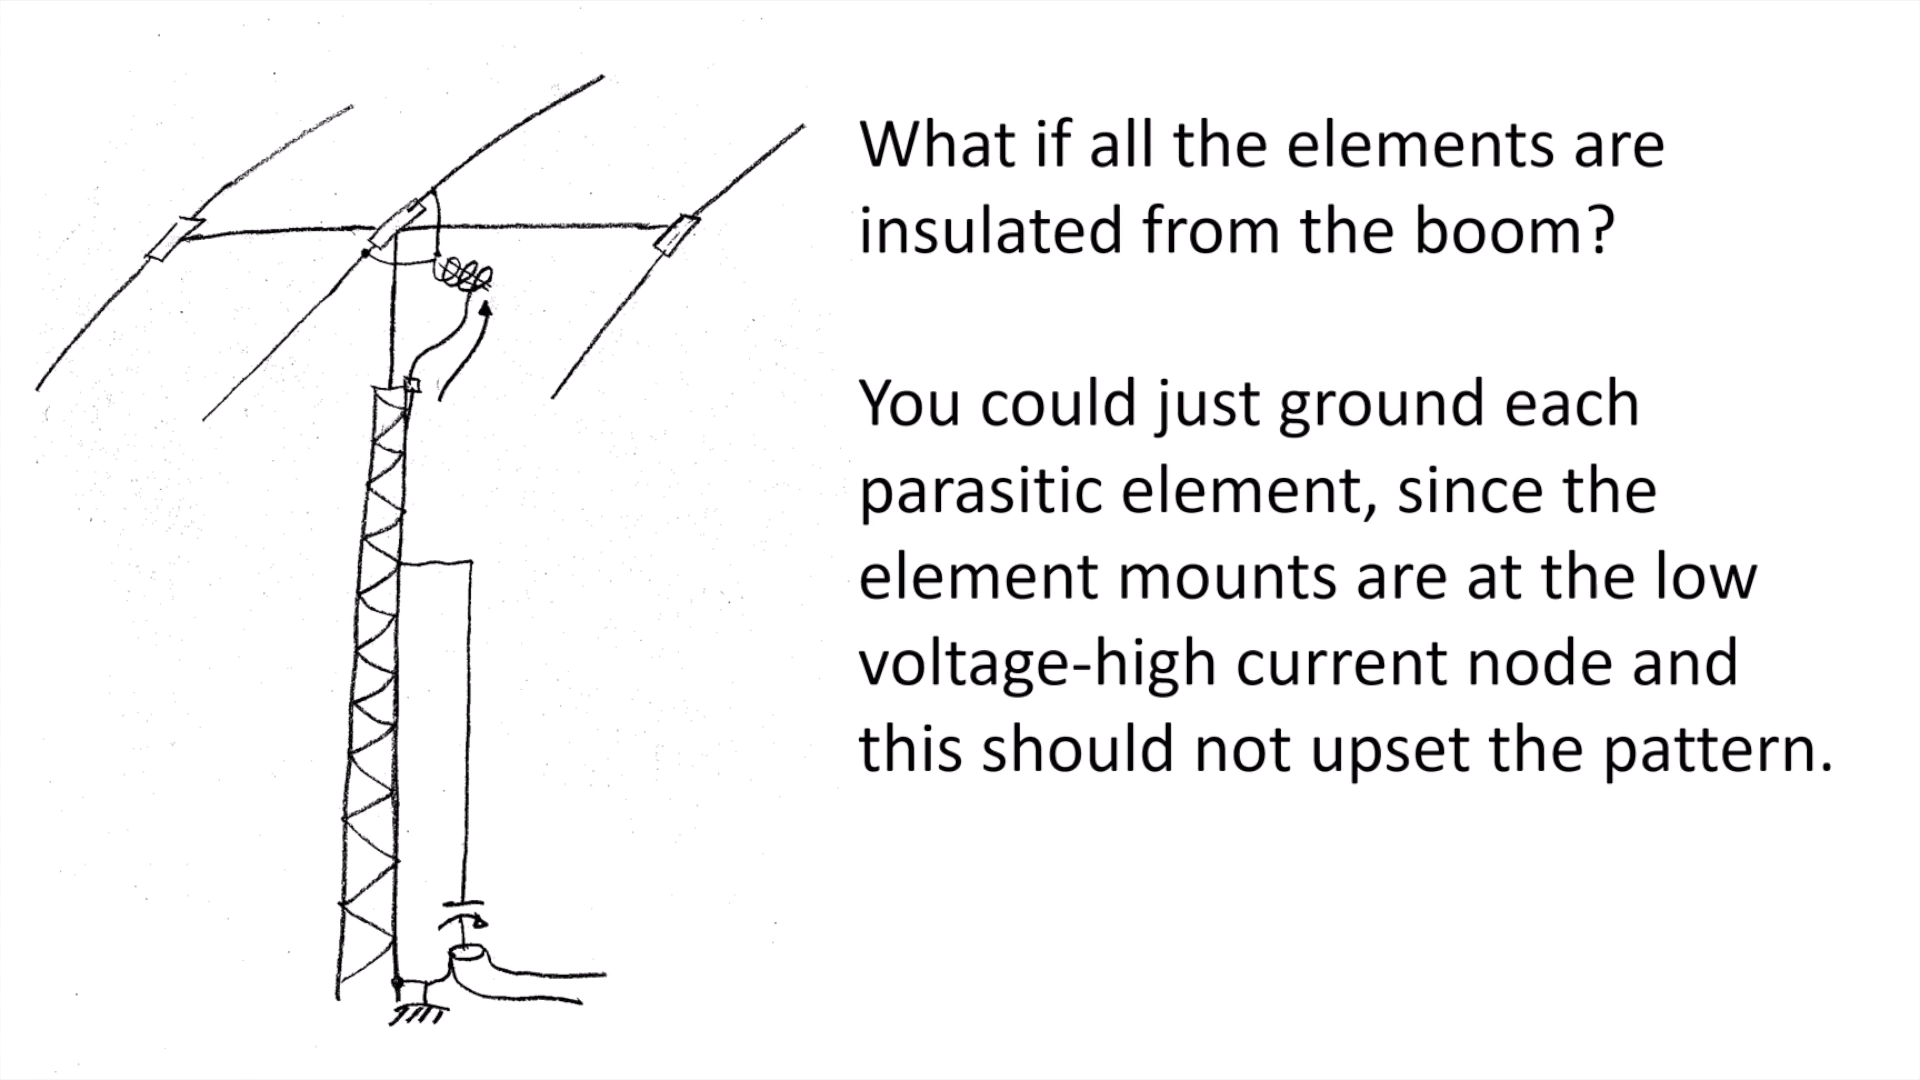 What if all the elements are
insulated from the boom?
You could just ground each
parasitic element, since the
element mounts are at the low
voltage-high current node and
this should not upset the pattern.